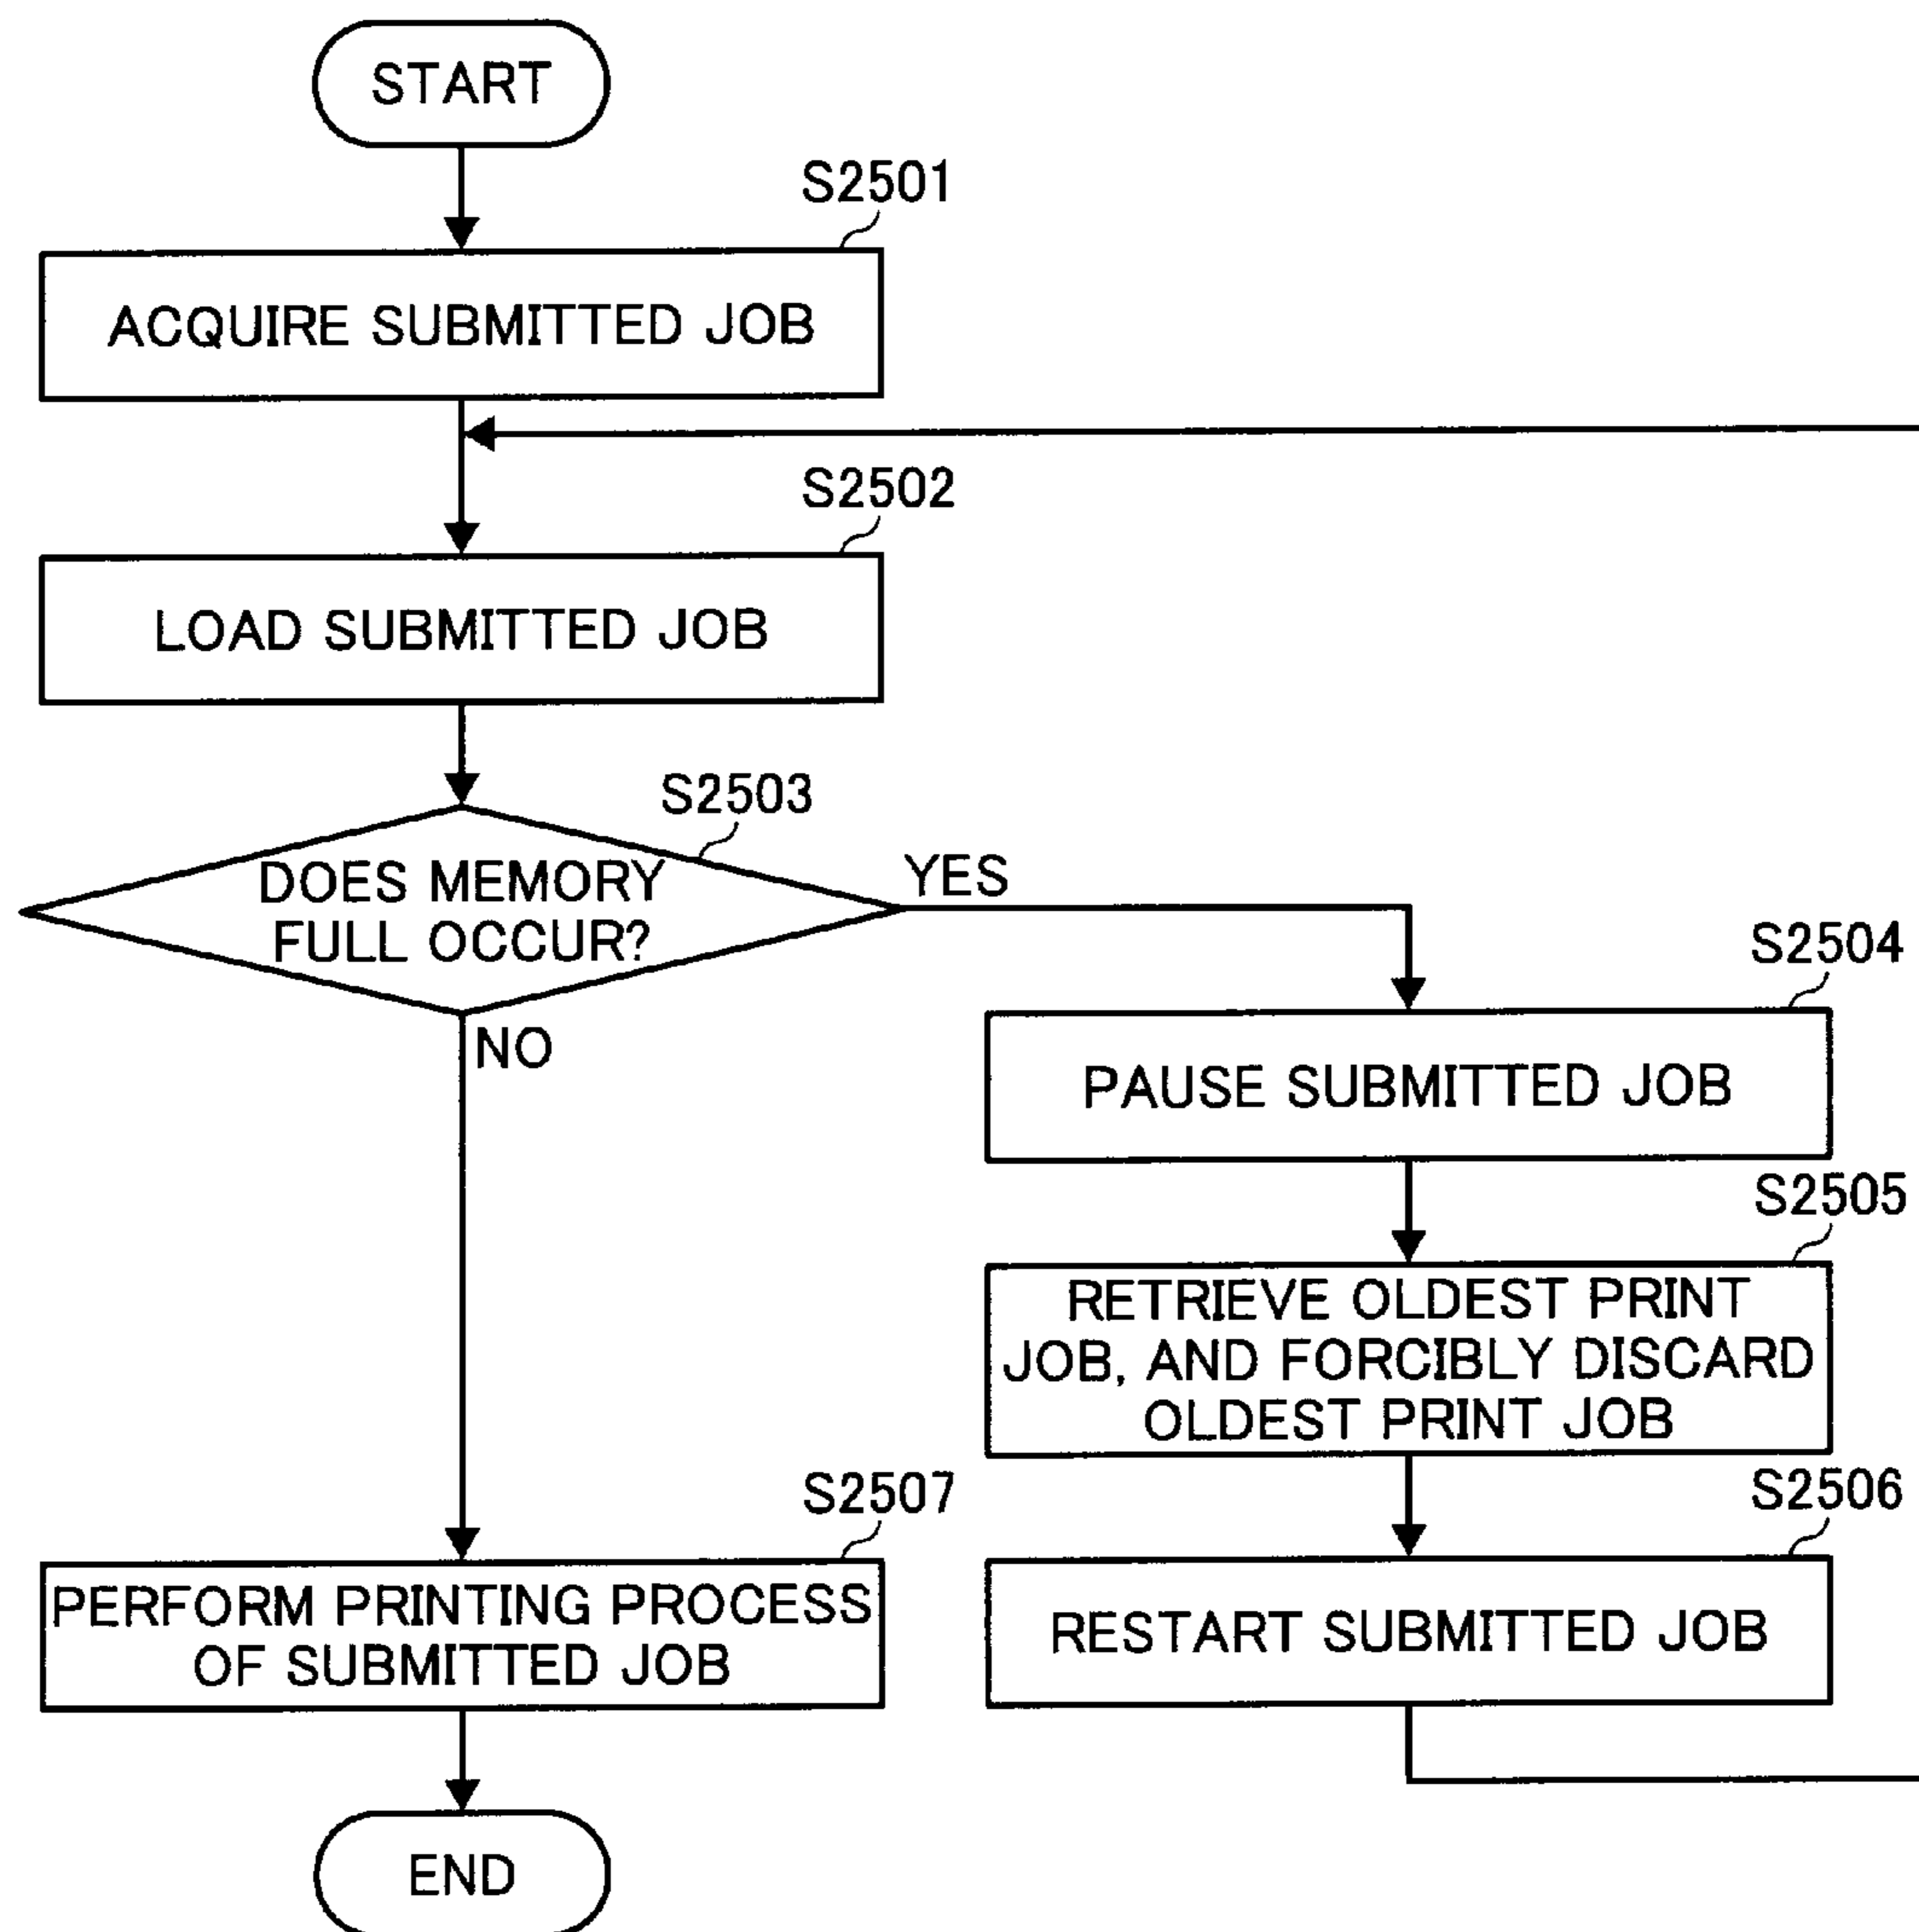 START
S2501
ACQUIRE SUBMITTED JOB
S2502
LOAD SUBMITTED JOB
S2503
DOES MEMORY
FULL OCCUR?
YES
NO
S2504
PAUSE SUBMITTED JOB
S2505
RETRIEVE OLDEST PRINT
JOB, AND FORCIBLY DISCARD
OLDEST PRINT JOB
S2506
RESTART SUBMITTED JOB
S2507
PERFORM PRINTING PROCESS
OF SUBMITTED JOB
END